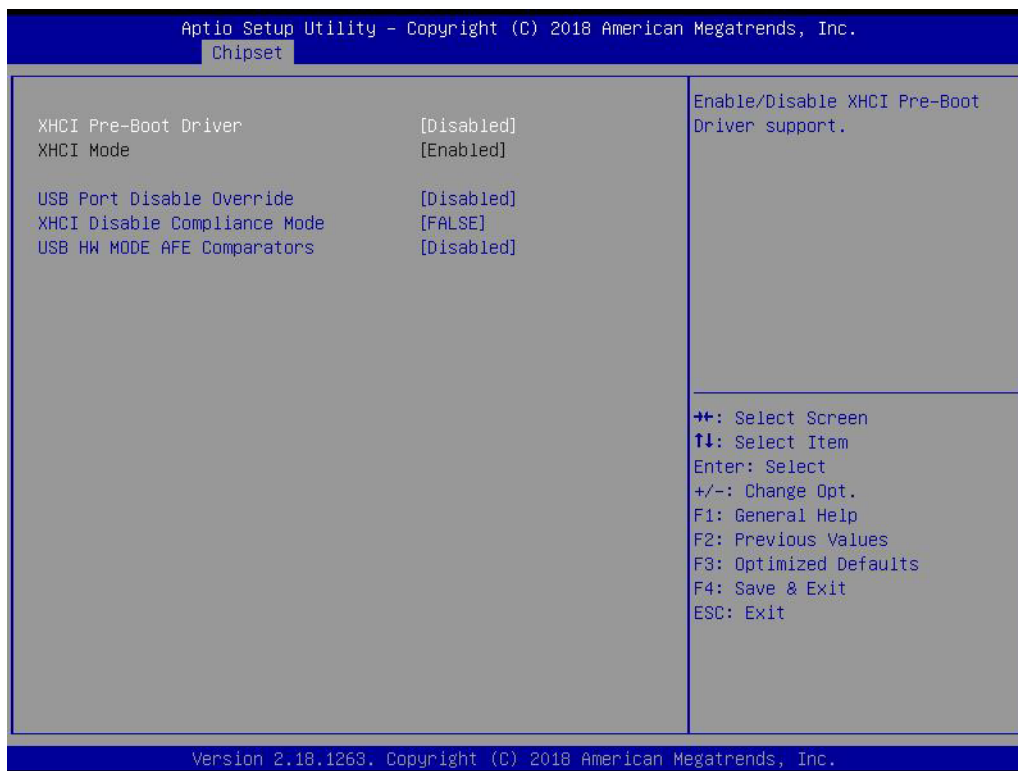 Aptio Setup Utility – Copyright (C) 2018 American Megatrends, Inc.
Chipset
XHCI Pre-Boot Driver [Disabled]
XHCI Mode [Enabled]
USB Port Disable Override [Disabled]
XHCI Disable Compliance Mode [FALSE]
USB HW MODE AFE Comparators [Disabled]
Enable/Disable XHCI Pre-Boot
Driver support.
→←: Select Screen
↑↓: Select Item
Enter: Select
+/-: Change Opt.
F1: General Help
F2: Previous Values
F3: Optimized Defaults
F4: Save & Exit
ESC: Exit
Version 2.18.1263. Copyright (C) 2018 American Megatrends, Inc.